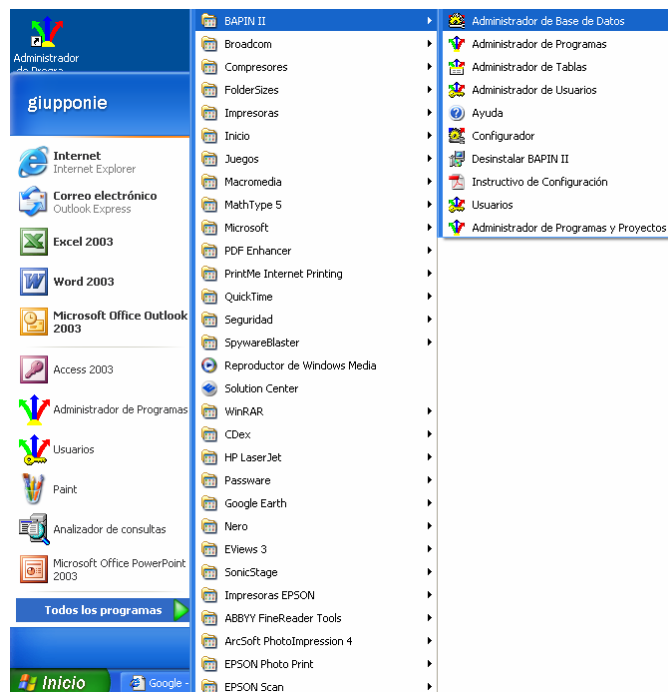 Administrador
de Progra
giupponie
Internet
Internet Explorer
Correo electrónico
Outlook Express
Excel 2003
Word 2003
Microsoft Office Outlook
2003
Access 2003
Administrador de Programas
Usuarios
Paint
Analizador de consultas
Microsoft Office PowerPoint
2003
Todos los programas
Inicio
Google -
BAPIN II
Broadcom
Compresores
FolderSizes
Impresoras
Inicio
Juegos
Macromedia
MathType 5
Microsoft
PDF Enhancer
PrintMe Internet Printing
QuickTime
Seguridad
SpywareBlaster
Reproductor de Windows Media
Solution Center
WinRAR
CDex
HP LaserJet
Passware
Google Earth
Nero
EViews 3
SonicStage
Impresoras EPSON
ABBYY FineReader Tools
ArcSoft PhotoImpression 4
EPSON Photo Print
EPSON Scan
Administrador de Base de Datos
Administrador de Programas
Administrador de Tablas
Administrador de Usuarios
Ayuda
Configurador
Desinstalar BAPIN II
Instructivo de Configuración
Usuarios
Administrador de Programas y Proyectos